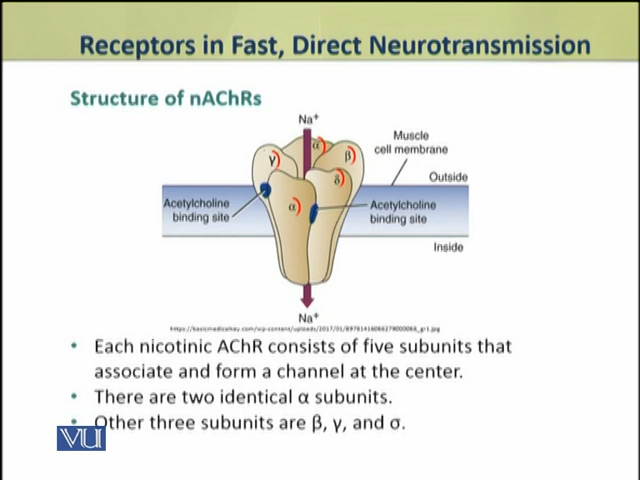 Receptors in Fast, Direct Neurotransmission
Structure of nAChRs
Na+
Muscle
cell membrane
α
β
γ
δ
α
Outside
Acetylcholine
binding site
Acetylcholine
binding site
Inside
Na+
• Each nicotinic AChR consists of five subunits that
associate and form a channel at the center.
• There are two identical α subunits.
• Other three subunits are β, γ, and σ.
VU